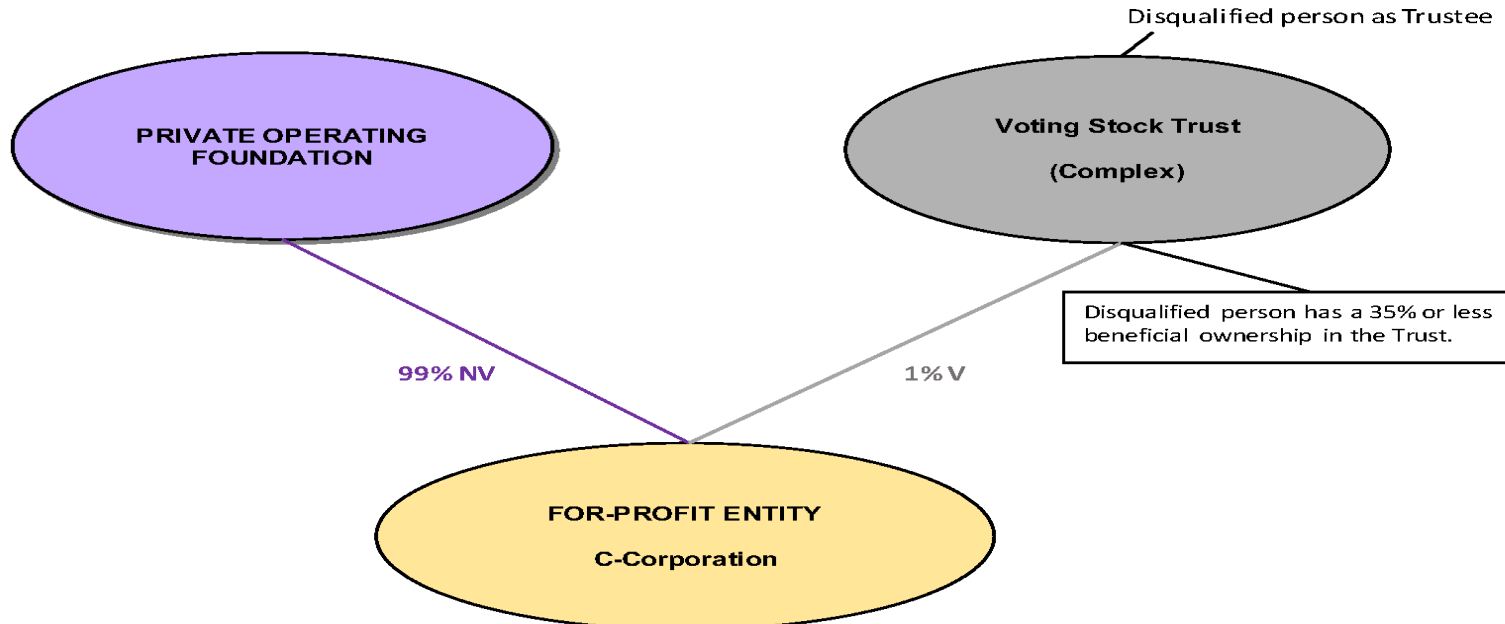 Disqualified person as Trustee
PRIVATE OPERATING
FOUNDATION
Voting Stock Trust
(Complex)
Disqualified person has a 35% or less
beneficial ownership in the Trust.
99% NV
1% V
FOR-PROFIT ENTITY
C-Corporation